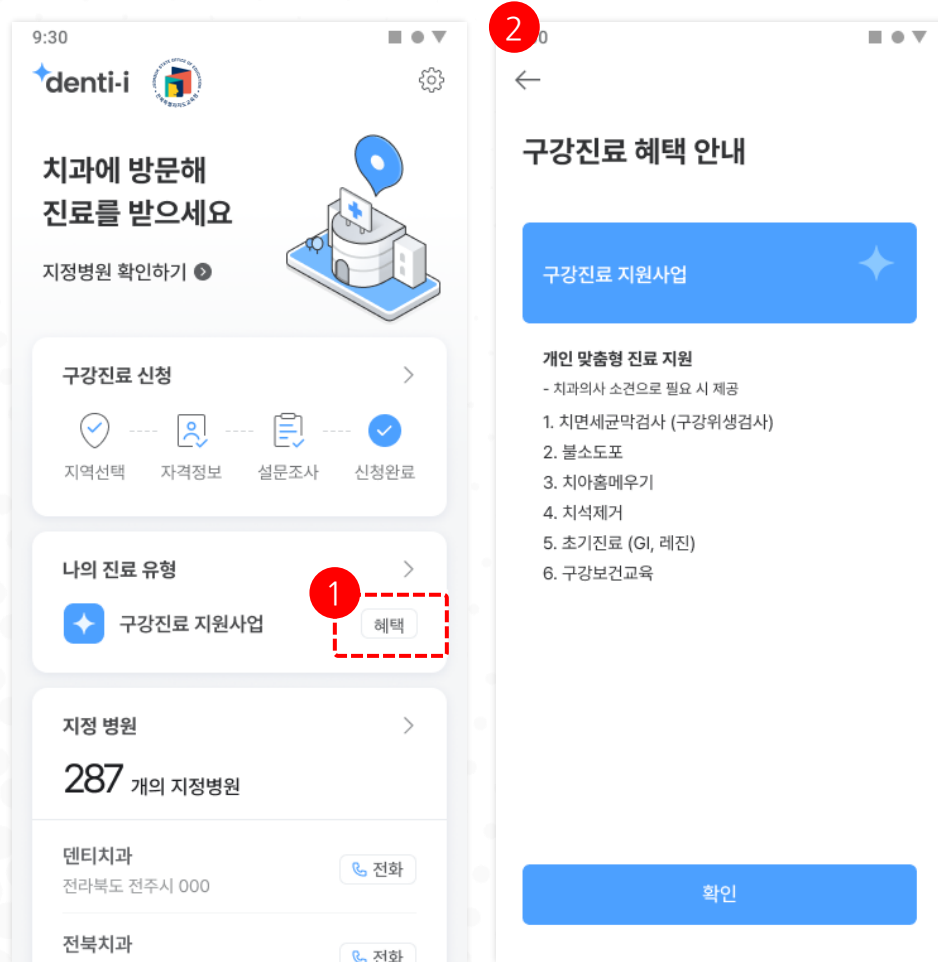 9:30
denti-i
치과에 방문해
진료를 받으세요
지정병원 확인하기
구강진료 신청
지역선택
자격정보
설문조사
신청완료
나의 진료 유형
1
구강진료 지원사업
혜택
지정 병원
287 개의 지정병원
덴티치과
전라북도 전주시 000
전화
전북치과
전화
2
0
구강진료 혜택 안내
구강진료 지원사업
개인 맞춤형 진료 지원
- 치과의사 소견으로 필요 시 제공
1. 치면세균막검사 (구강위생검사)
2. 불소도포
3. 치아홈메우기
4. 치석제거
5. 초기진료 (GI, 레진)
6. 구강보건교육
확인